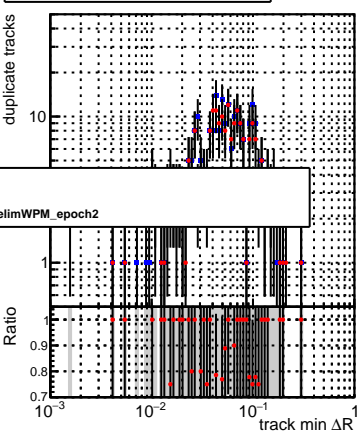 duplicate tracks
10
elimWPM_epoch2
1
Ratio
1
0.9
0.8
0.7
10⁻³ 10⁻² 10⁻¹ 1
track min ΔR